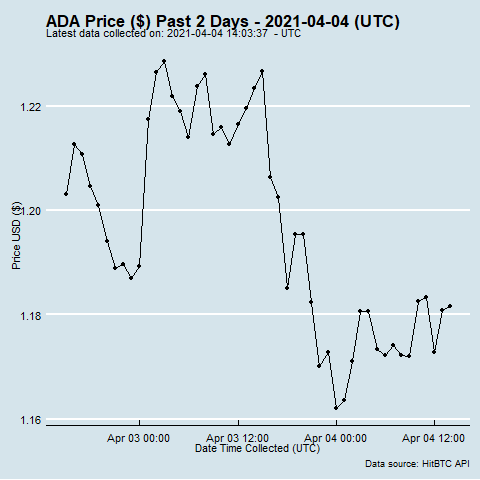 ADA Price ($) Past 2 Days - 2021-04-04 (UTC)
Latest data collected on: 2021-04-04 14:03:37 - UTC
Price USD ($)
1.22
1.20
1.18
1.16
Apr 03 00:00 Apr 03 12:00 Apr 04 00:00 Apr 04 12:00
Date Time Collected (UTC)
Data source: HitBTC API